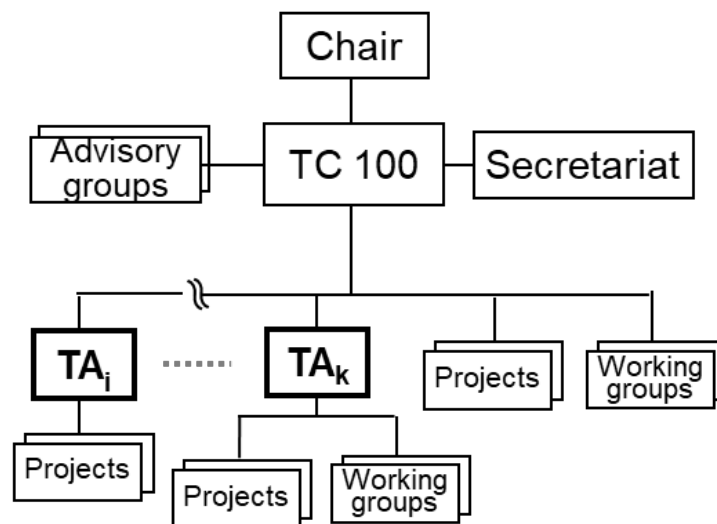 Chair
Advisory
groups
TC 100
Secretariat
TAi
TAk
Projects
Working
groups
Projects
Projects
Working
groups